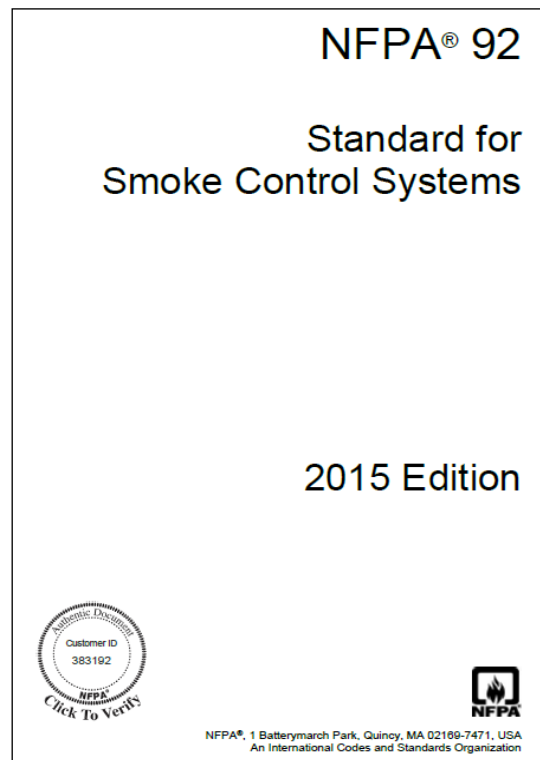 NFPA® 92
Standard for
Smoke Control Systems
2015 Edition
Authentic Document
Customer ID
383192
NFPA®
Click To Verify
NFPA
NFPA®, 1 Batterymarch Park, Quincy, MA 02169-7471, USA
An International Codes and Standards Organization